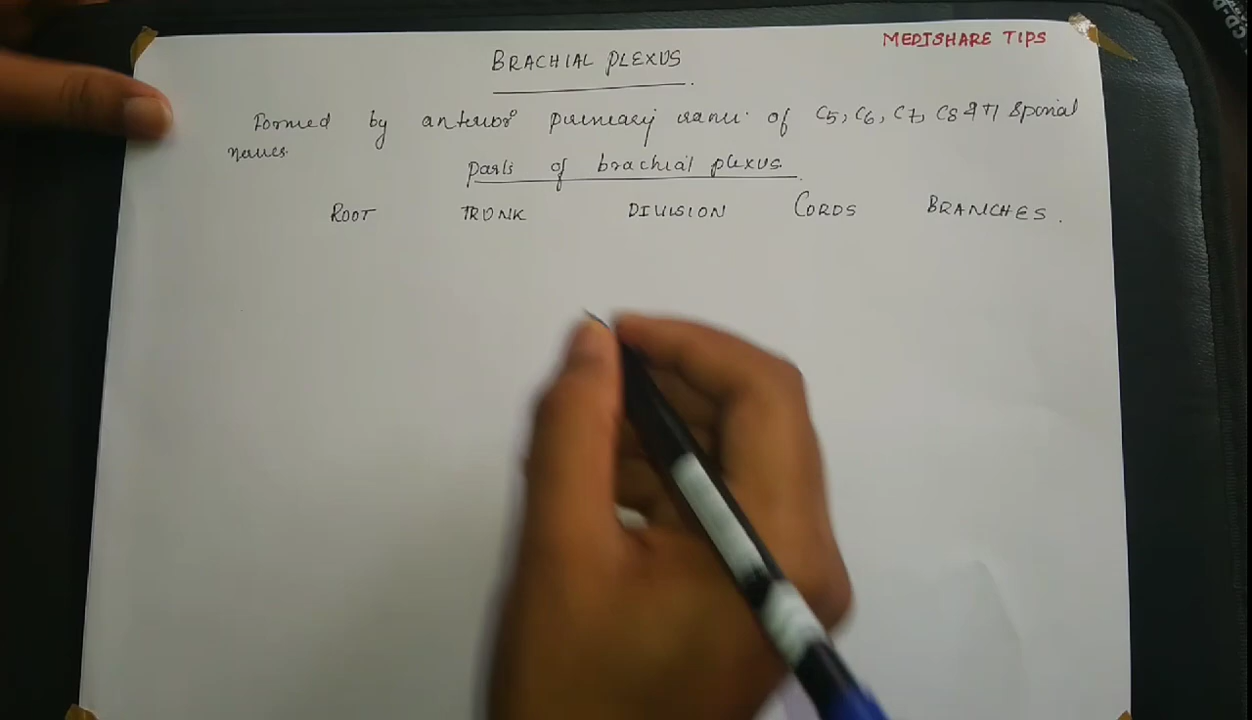 MEDISHARE TIPS
BRACHIAL PLEXUS
Formed by anterior primary rami of C5, C6, C7, C8 & T1 Spinal
nerves.
Parts of brachial plexus.
ROOT TRUNK DIVISION CORDS BRANCHES.